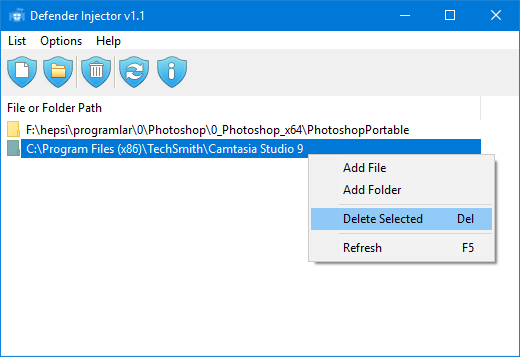 Defender Injector v1.1
List Options Help
File or Folder Path
F:\hepsi\programlar\0\Photoshop\0_Photoshop_x64\PhotoshopPortable
C:\Program Files (x86)\TechSmith\Camtasia Studio 9
Add File
Add Folder
Delete Selected Del
Refresh F5